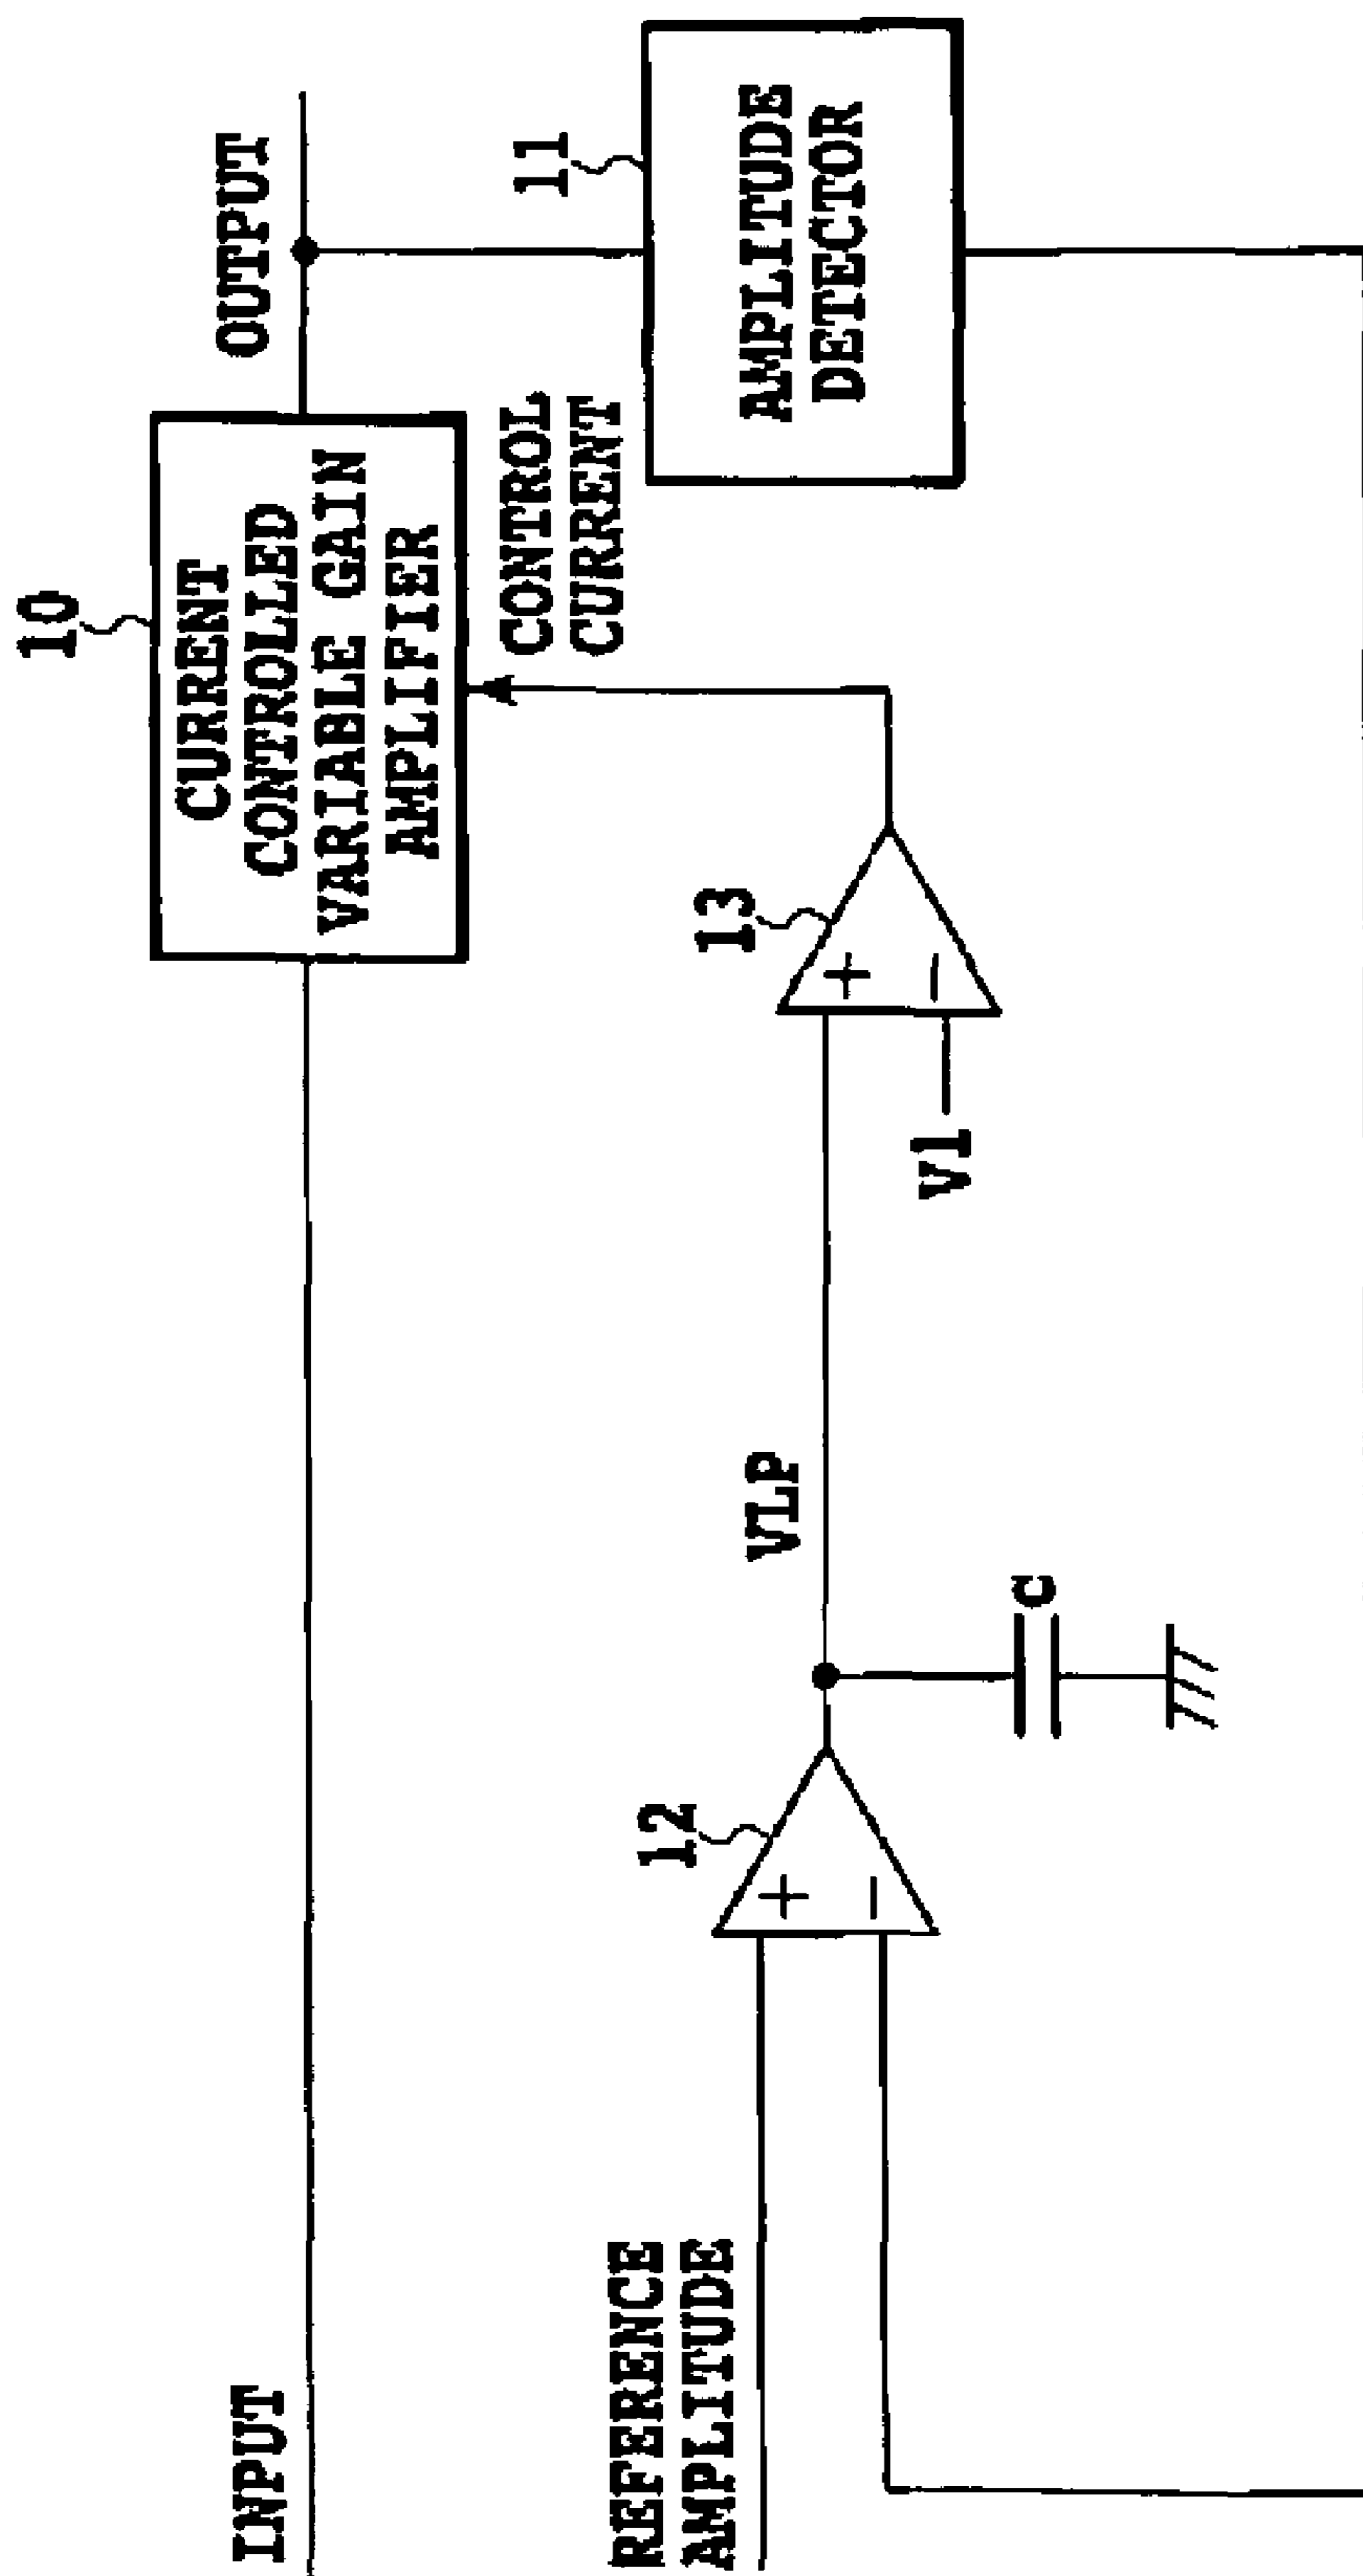 10
CURRENT
CONTROLLED
VARIABLE GAIN
AMPLIFIER
INPUT
OUTPUT
CONTROL
CURRENT
11
AMPLITUDE
DETECTOR
REFERENCE
AMPLITUDE
12
+
−
VLP
C
13
+
−
V1